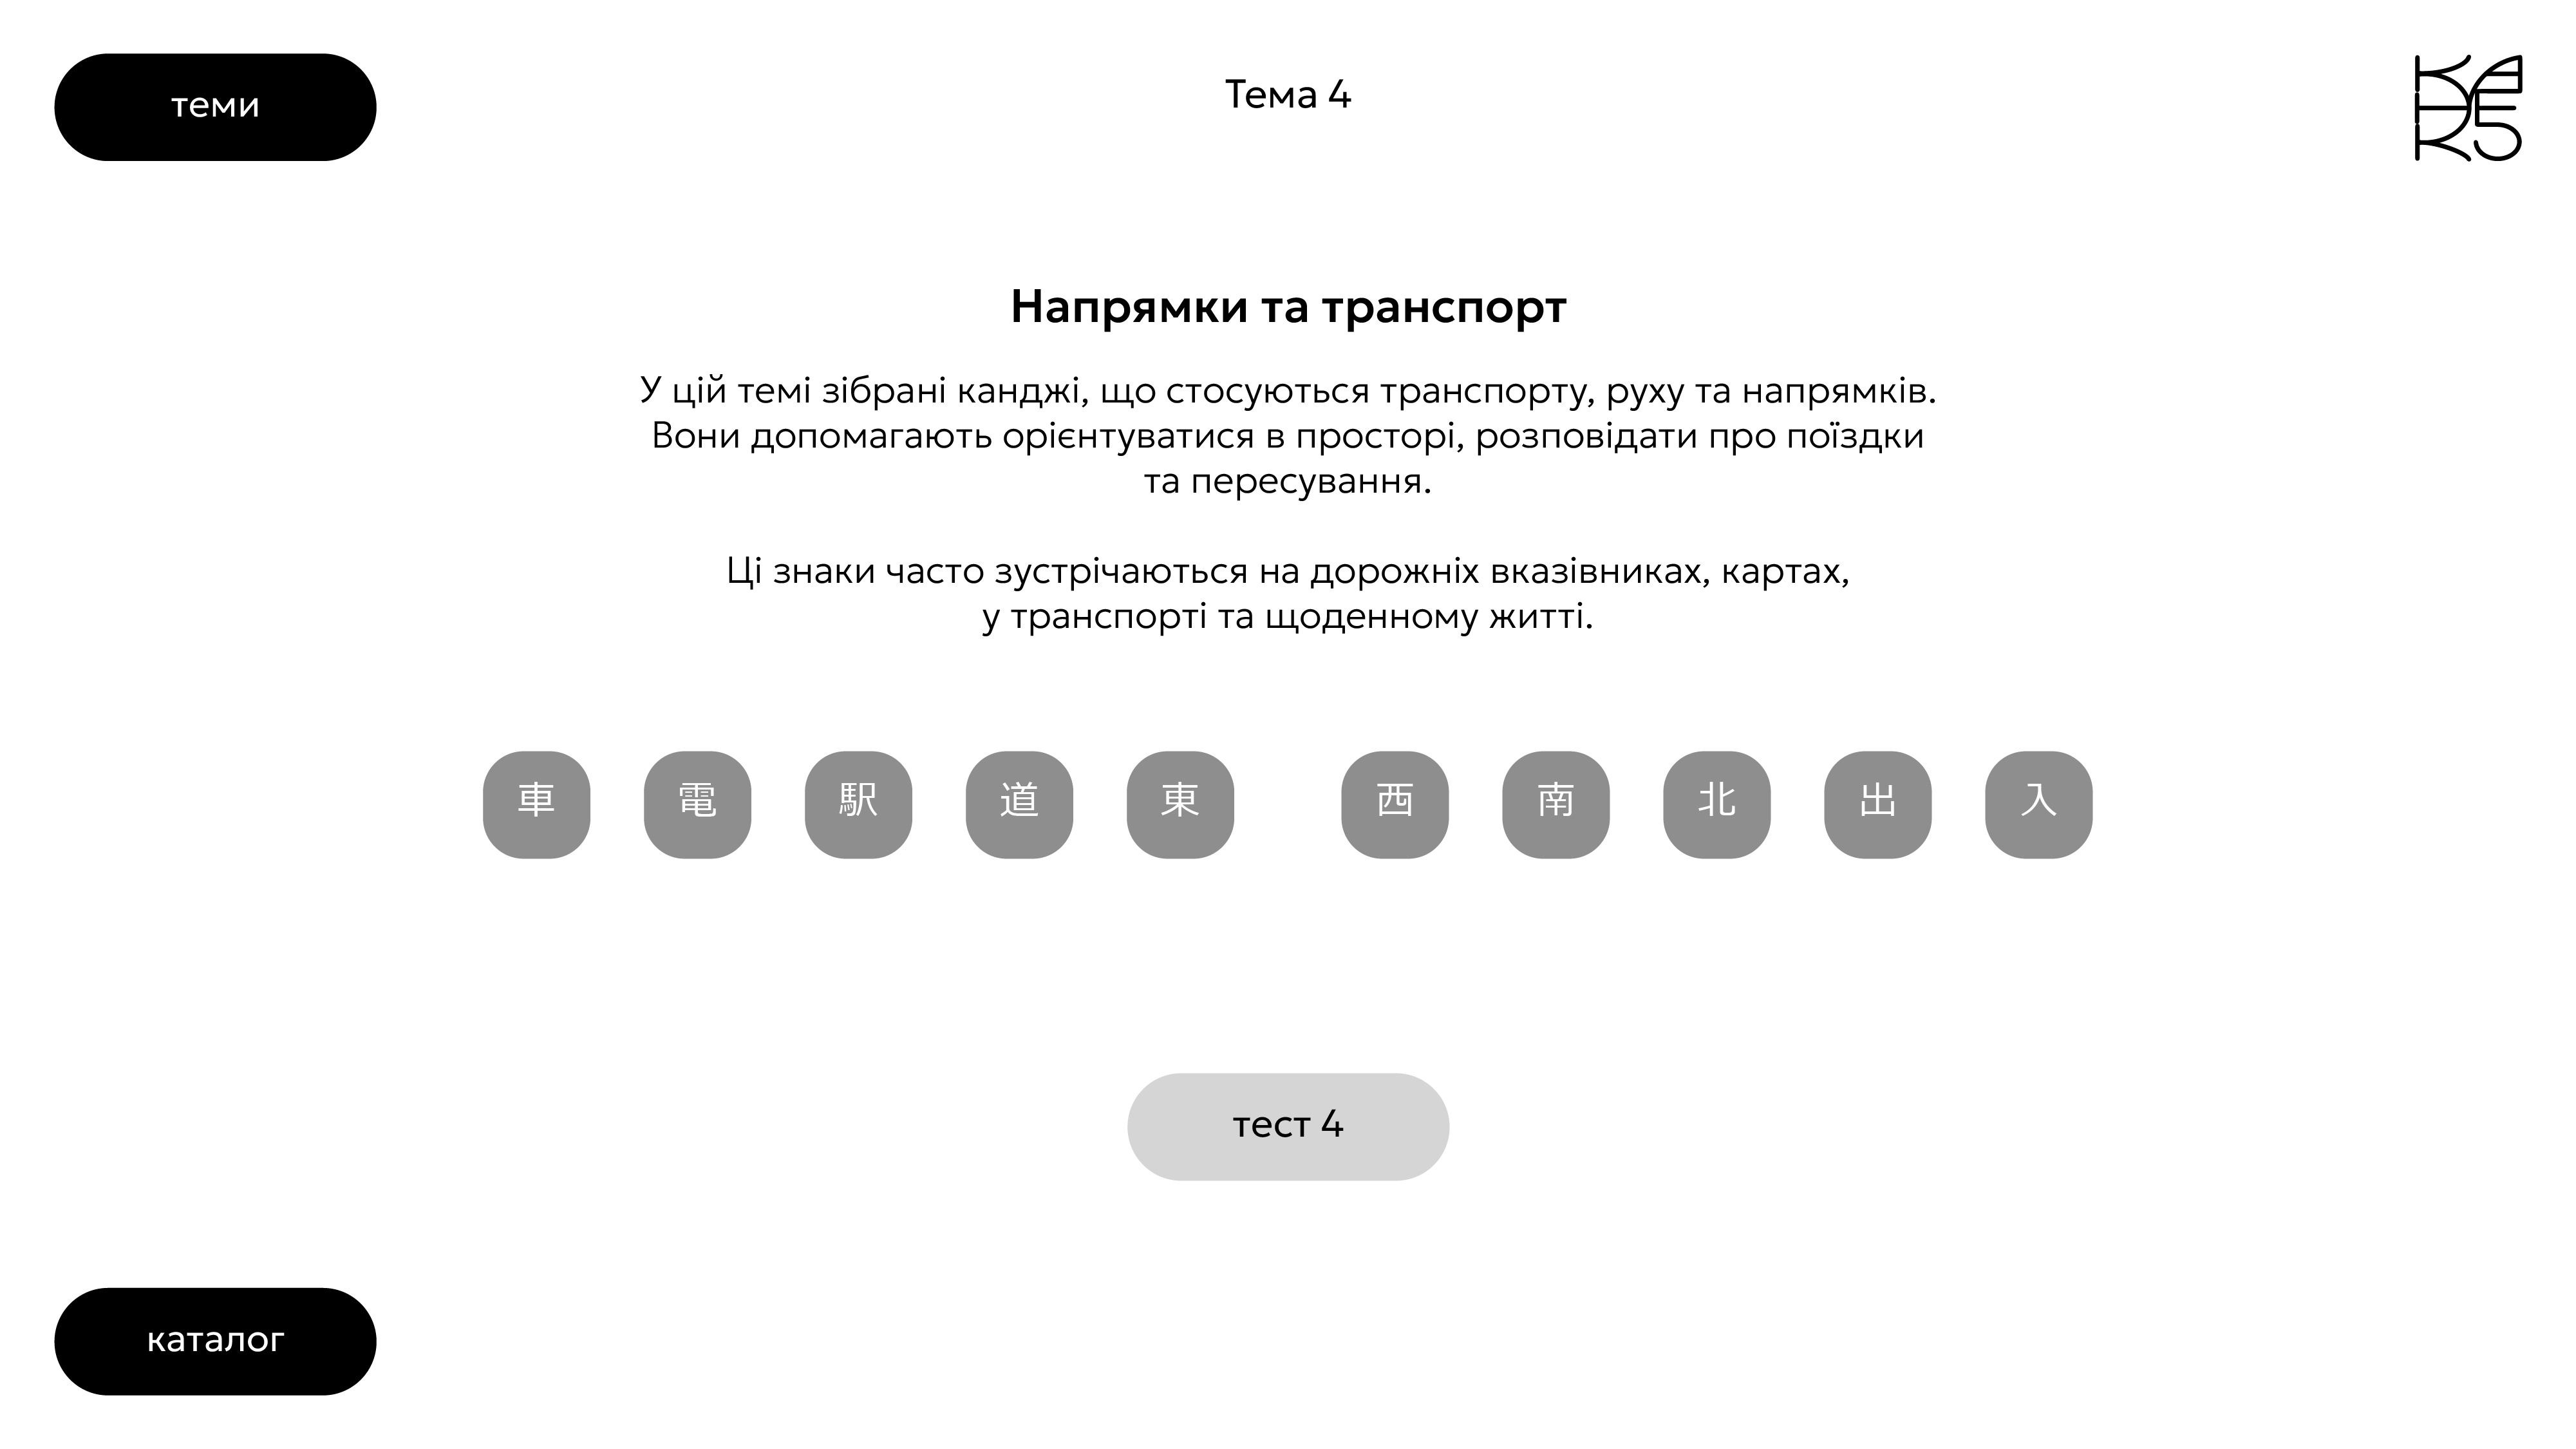 теми
Тема 4
Напрямки та транспорт
У цій темі зібрані канджі, що стосуються транспорту, руху та напрямків.
Вони допомагають орієнтуватися в просторі, розповідати про поїздки
та пересування.
Ці знаки часто зустрічаються на дорожніх вказівниках, картах,
у транспорті та щоденному житті.
車 電 駅 道 東 西 南 北 出 入
тест 4
каталог